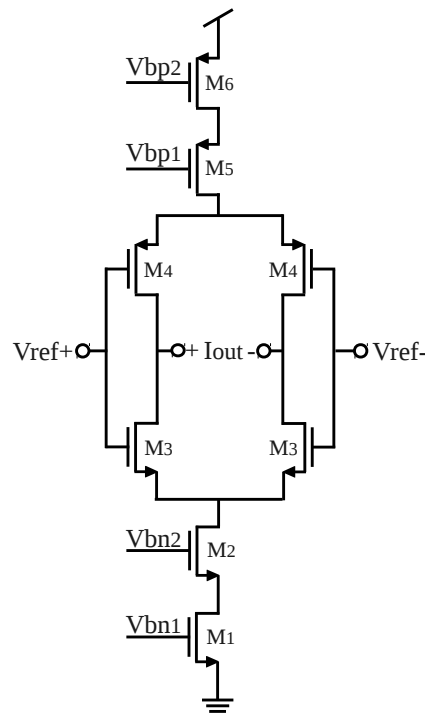 Vbp2
M6
Vbp1
M5
M4 M4
Vref+ + Iout - Vref-
M3 M3
Vbn2
M2
Vbn1
M1